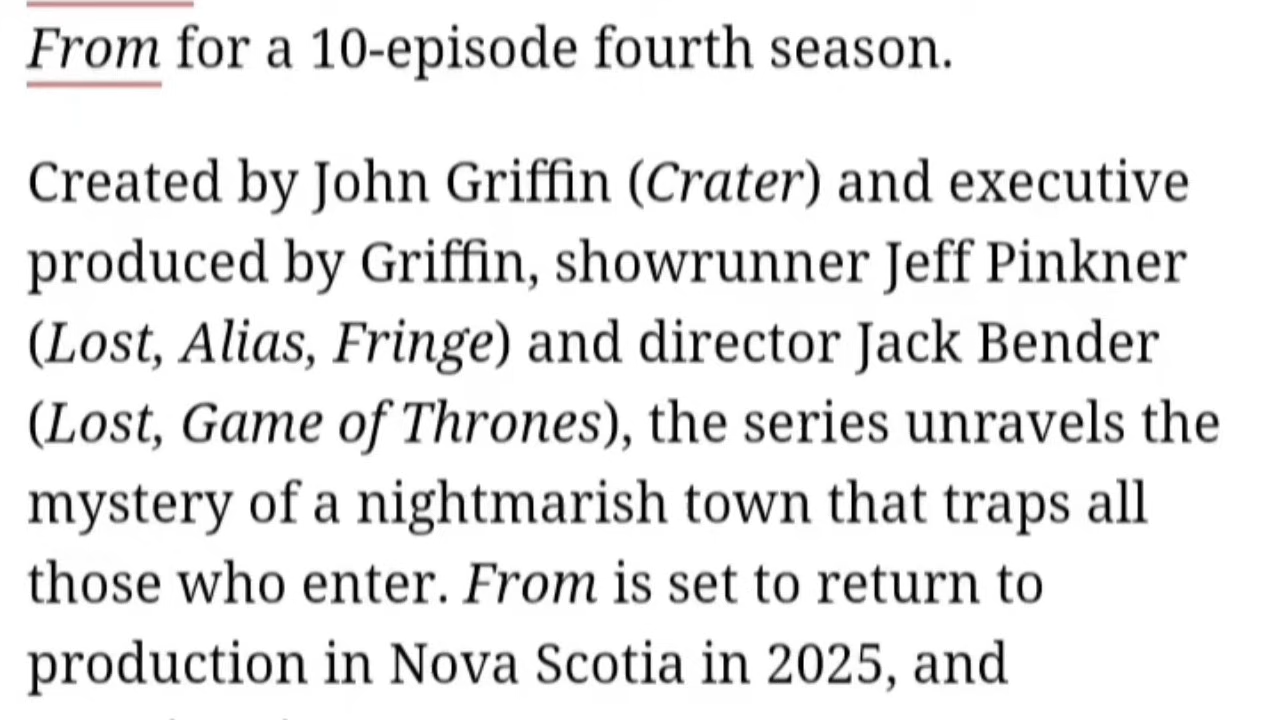 From for a 10-episode fourth season.
Created by John Griffin (Crater) and executive
produced by Griffin, showrunner Jeff Pinkner
(Lost, Alias, Fringe) and director Jack Bender
(Lost, Game of Thrones), the series unravels the
mystery of a nightmarish town that traps all
those who enter. From is set to return to
production in Nova Scotia in 2025, and